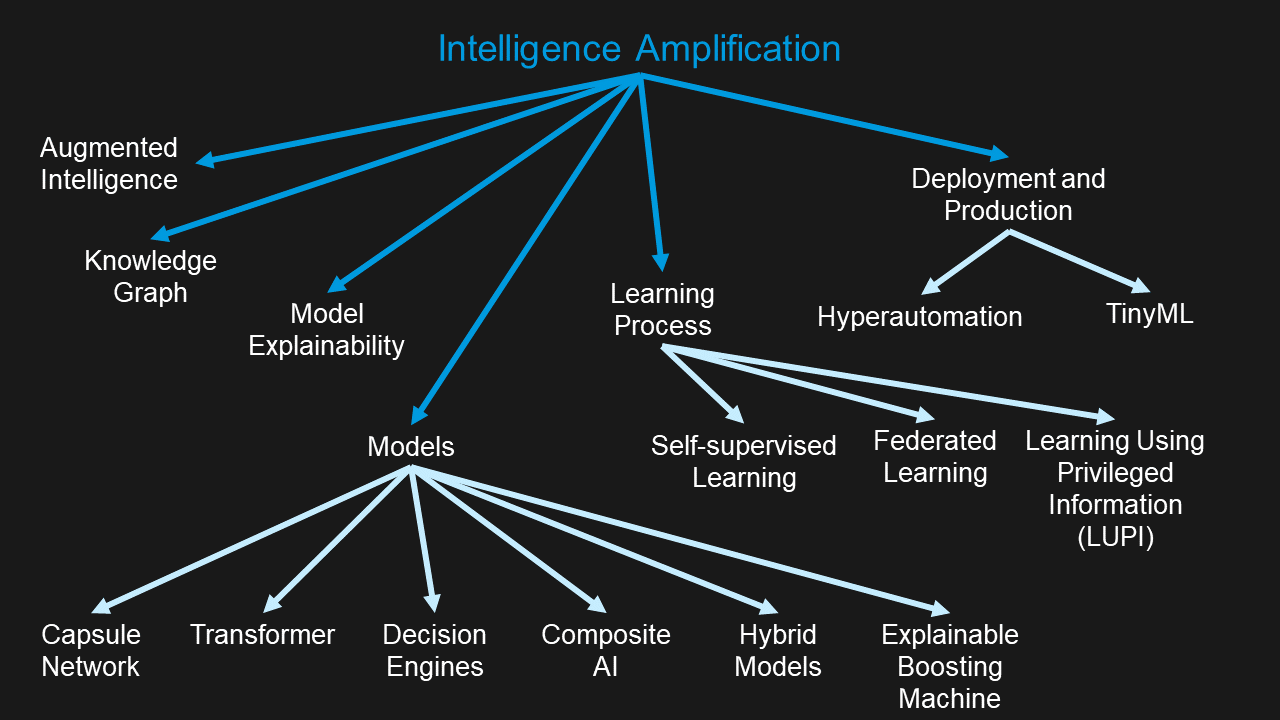 Intelligence Amplification
Augmented
Intelligence
Knowledge
Graph
Model
Explainability
Models
Learning
Process
Deployment and
Production
Hyperautomation
TinyML
Self-supervised
Learning
Federated
Learning
Learning Using
Privileged
Information
(LUPI)
Capsule
Network
Transformer
Decision
Engines
Composite
AI
Hybrid
Models
Explainable
Boosting
Machine